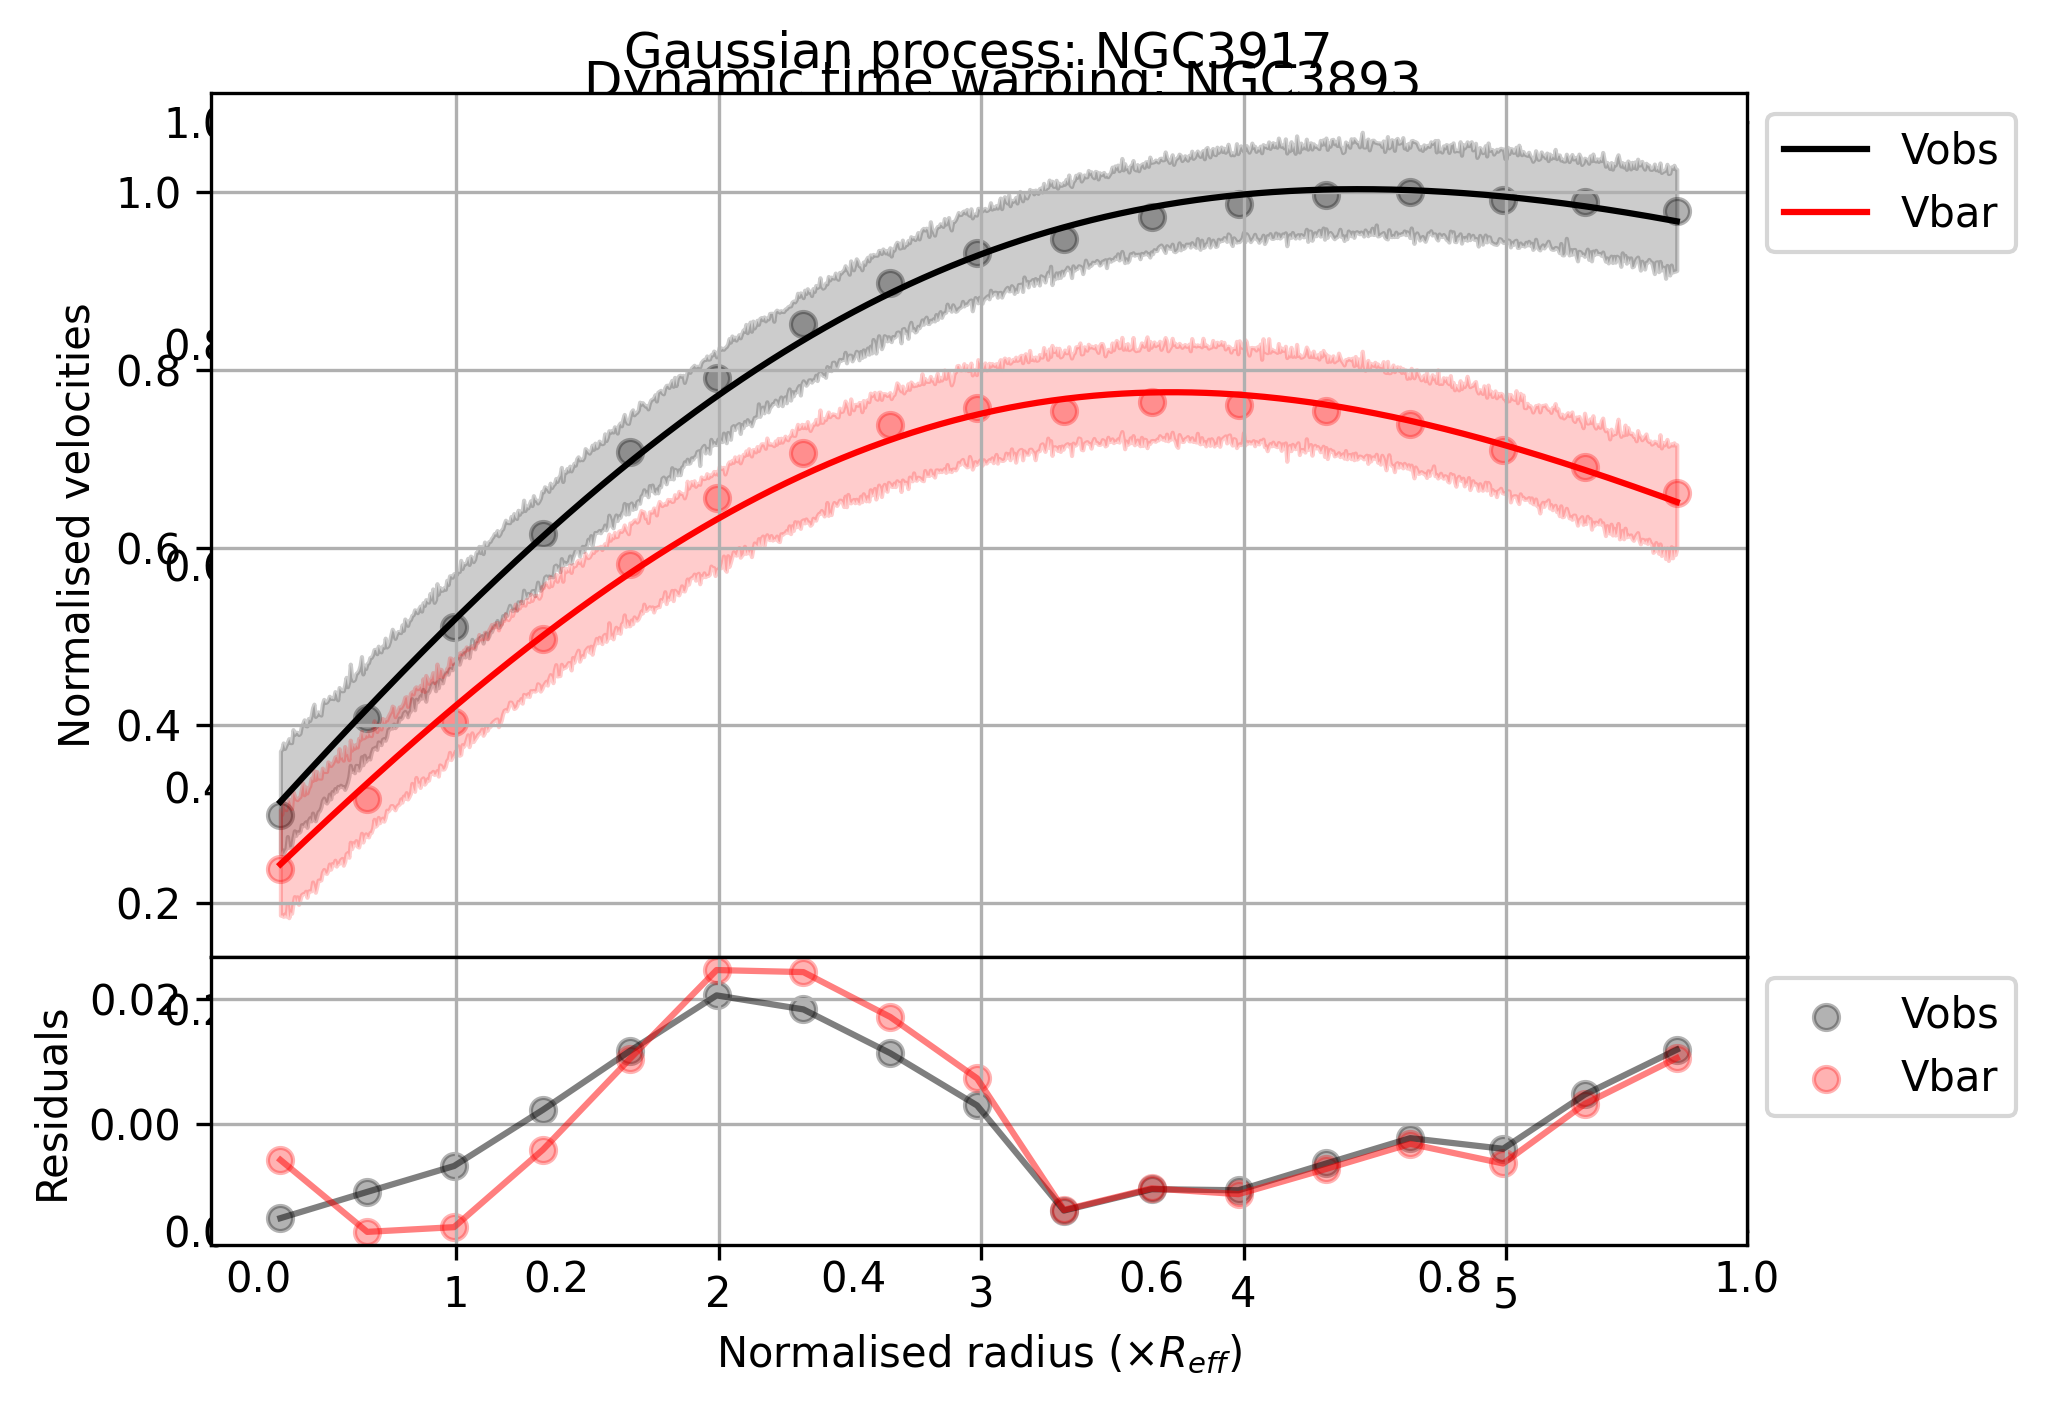 Gaussian process: NGC3917
Dynamic time warping: NGC3893
Normalised velocities
1.0
0.8
0.6
0.4
0.2
Vobs
Vbar
Residuals
0.02
0.00
Vobs
Vbar
0.0 0.2 0.4 0.6 0.8 1.0
1 2 3 4 5
Normalised radius (×R_eff)